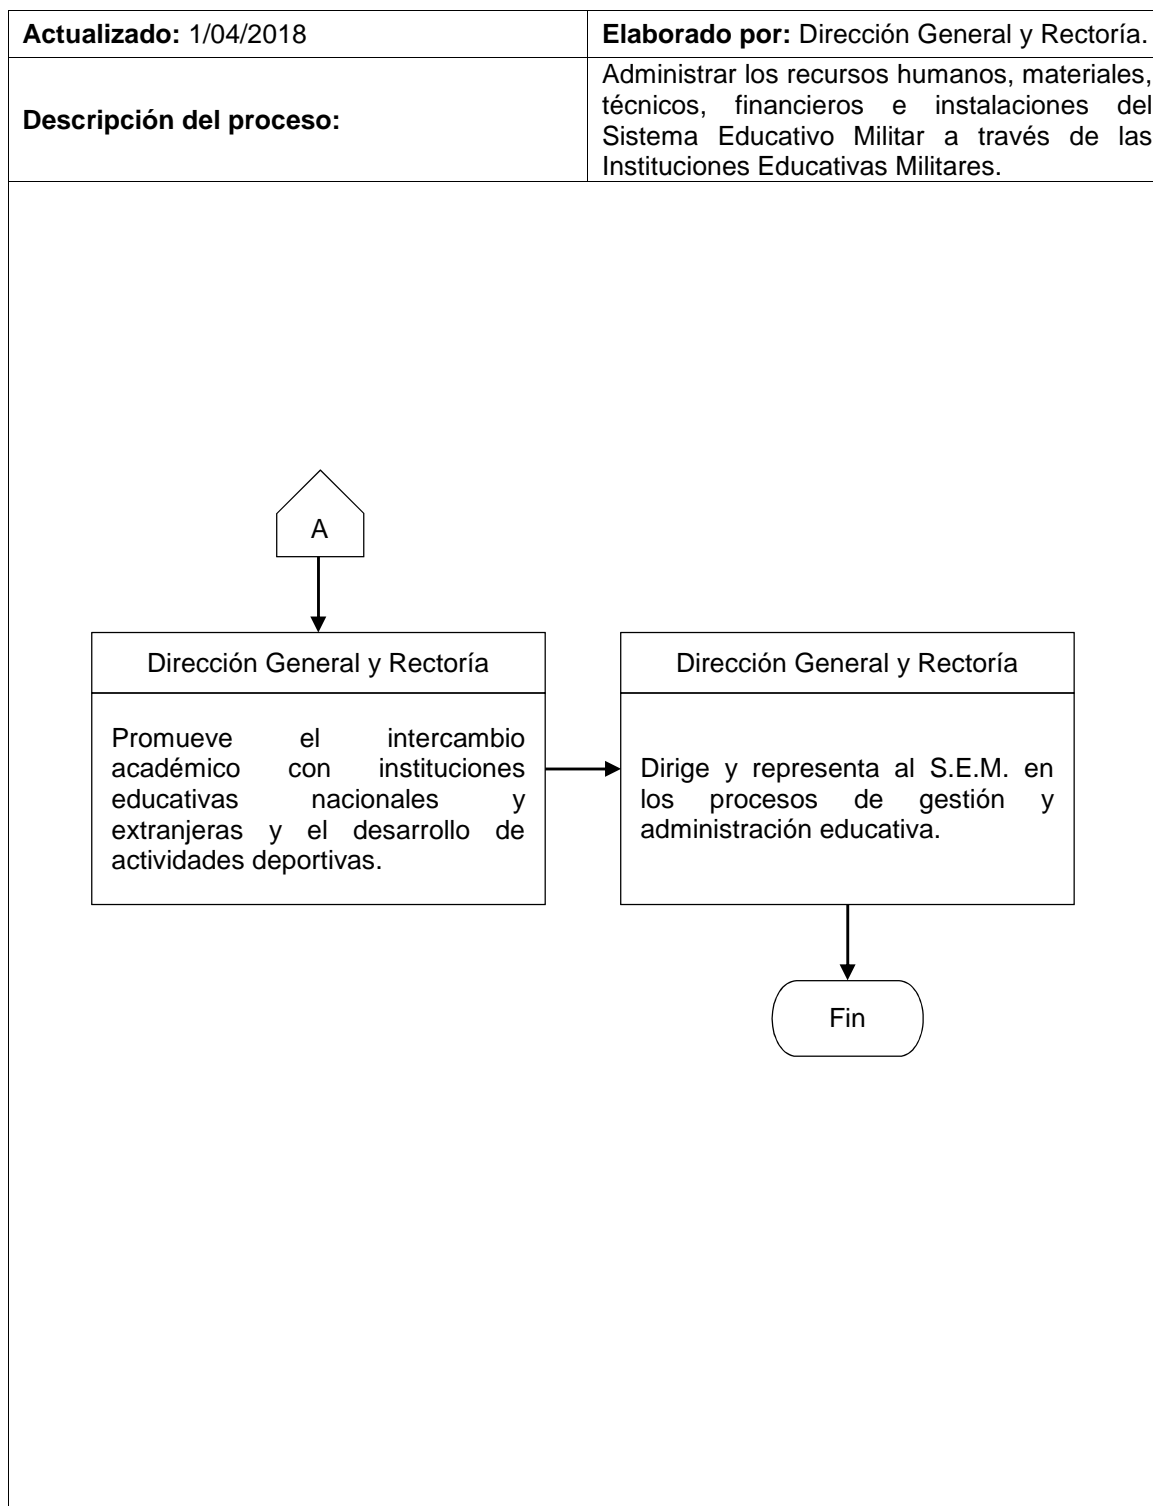 Actualizado: 1/04/2018
Elaborado por: Dirección General y Rectoría.
Descripción del proceso:
Administrar los recursos humanos, materiales,
técnicos, financieros e instalaciones del
Sistema Educativo Militar a través de las
Instituciones Educativas Militares.
A
Dirección General y Rectoría
Promueve el intercambio
académico con instituciones
educativas nacionales y
extranjeras y el desarrollo de
actividades deportivas.
Dirección General y Rectoría
Dirige y representa al S.E.M. en
los procesos de gestión y
administración educativa.
Fin